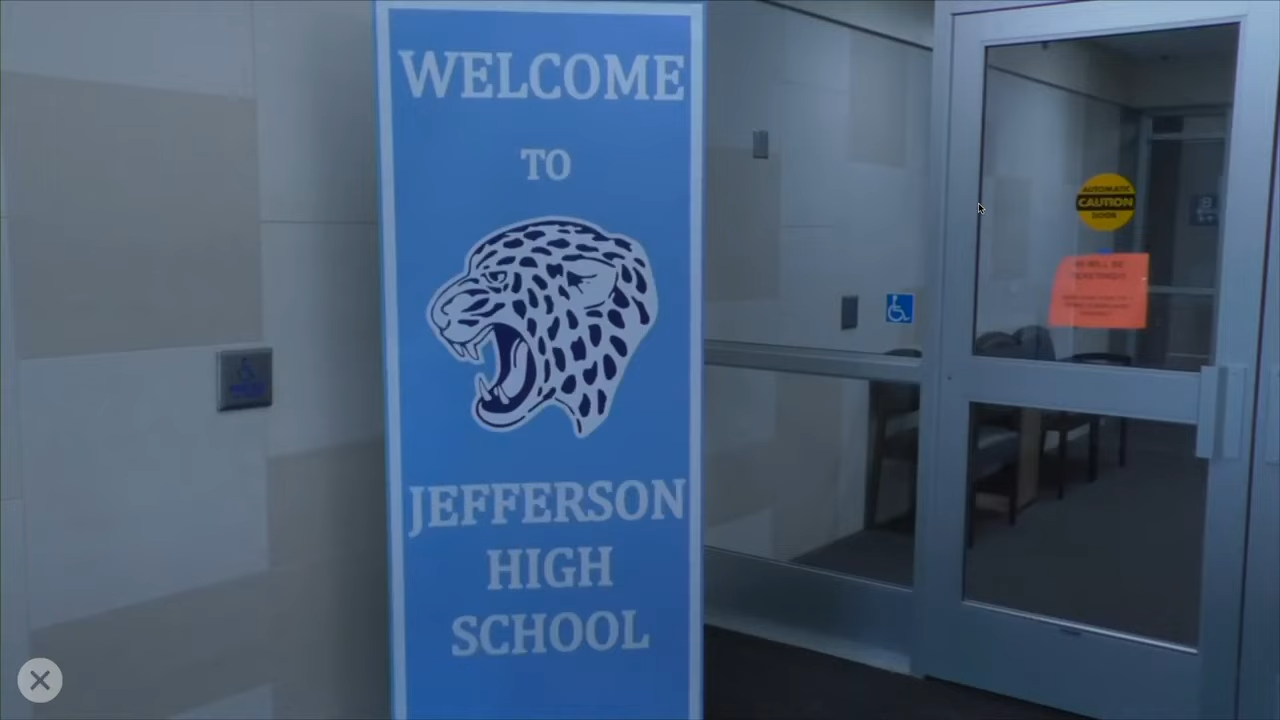 WELCOME
TO
JEFFERSON
HIGH
SCHOOL
AUTOMATIC
CAUTION
DOOR